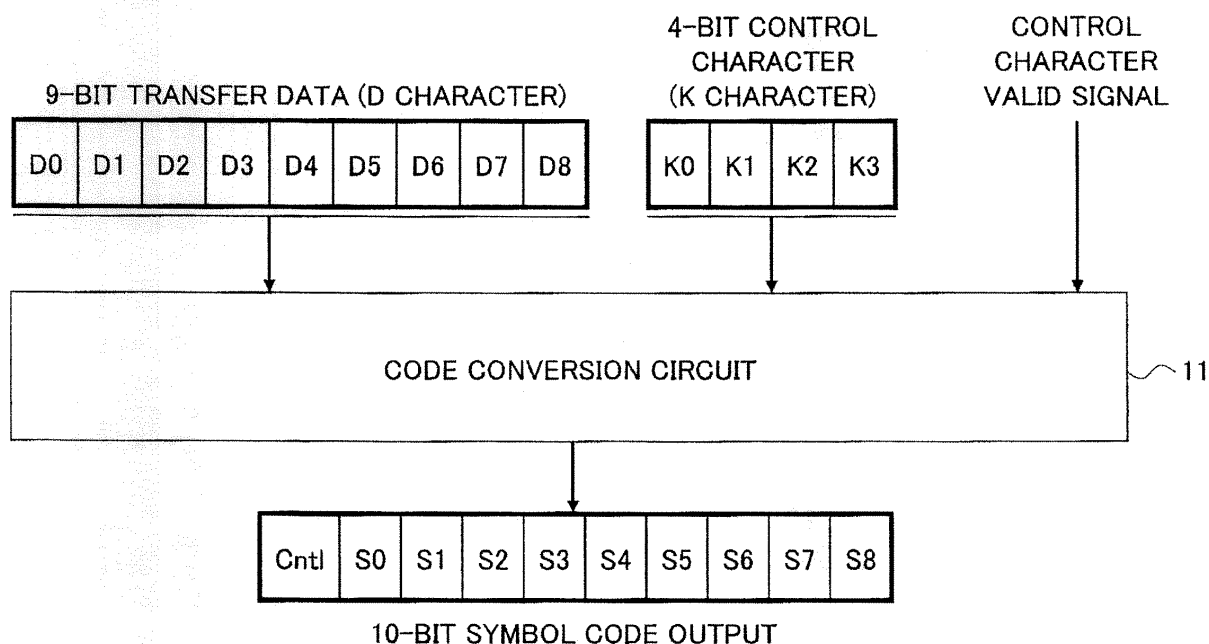 4-BIT CONTROL
CHARACTER
(K CHARACTER)
CONTROL
CHARACTER
VALID SIGNAL
9-BIT TRANSFER DATA (D CHARACTER)
D0 D1 D2 D3 D4 D5 D6 D7 D8
K0 K1 K2 K3
CODE CONVERSION CIRCUIT
11
Cntl S0 S1 S2 S3 S4 S5 S6 S7 S8
10-BIT SYMBOL CODE OUTPUT